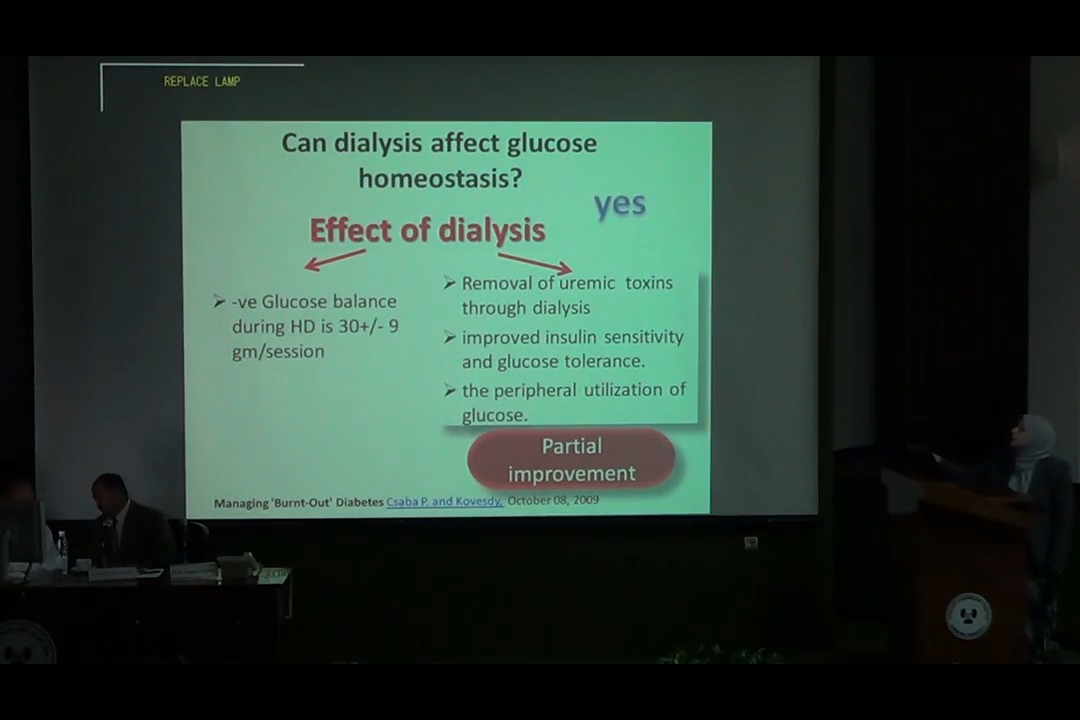 REPLACE LAMP
Can dialysis affect glucose
homeostasis?
yes
Effect of dialysis
➢ -ve Glucose balance
during HD is 30+/- 9
gm/session
➢ Removal of uremic toxins
through dialysis
➢ improved insulin sensitivity
and glucose tolerance.
➢ the peripheral utilization of
glucose.
Partial
improvement
Managing 'Burnt-Out' Diabetes Csaba P. and Kovesdy, October 08, 2009